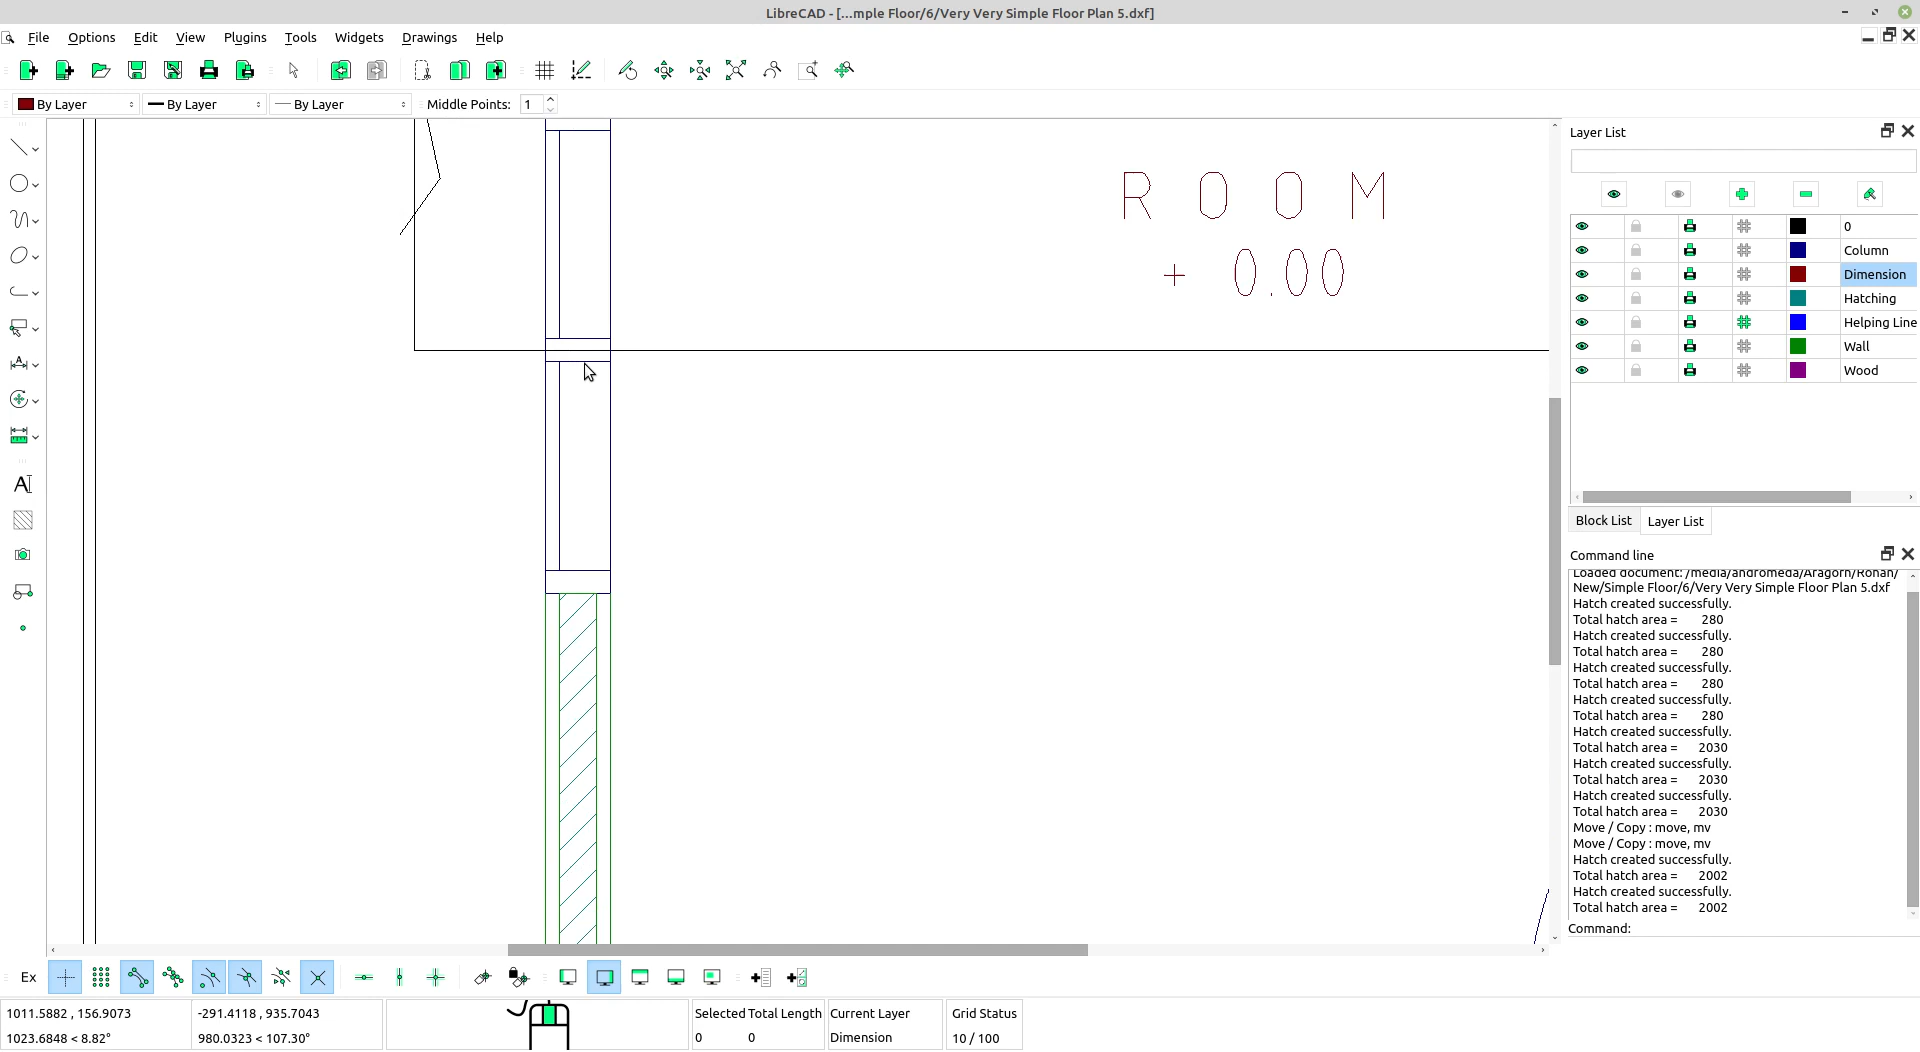 LibreCAD - [...mple Floor/6/Very Very Simple Floor Plan 5.dxf]
File Options Edit View Plugins Tools Widgets Drawings Help
By Layer By Layer By Layer Middle Points: 1
R O O M
+ 0.00
Layer List
0
Column
Dimension
Hatching
Helping Line
Wall
Wood
Block List Layer List
Command line
Loaded document: /media/andromeda/Aragorn/Rohan/
New/Simple Floor/6/Very Very Simple Floor Plan 5.dxf
Hatch created successfully.
Total hatch area = 280
Hatch created successfully.
Total hatch area = 280
Hatch created successfully.
Total hatch area = 280
Hatch created successfully.
Total hatch area = 280
Hatch created successfully.
Total hatch area = 2030
Hatch created successfully.
Total hatch area = 2030
Hatch created successfully.
Total hatch area = 2030
Move / Copy : move, mv
Move / Copy : move, mv
Hatch created successfully.
Total hatch area = 2002
Hatch created successfully.
Total hatch area = 2002
Command:
Ex
1011.5882 , 156.9073 -291.4118 , 935.7043 Selected Total Length Current Layer Grid Status
1023.6848 < 8.82° 980.0323 < 107.30° 0 0 Dimension 10 / 100